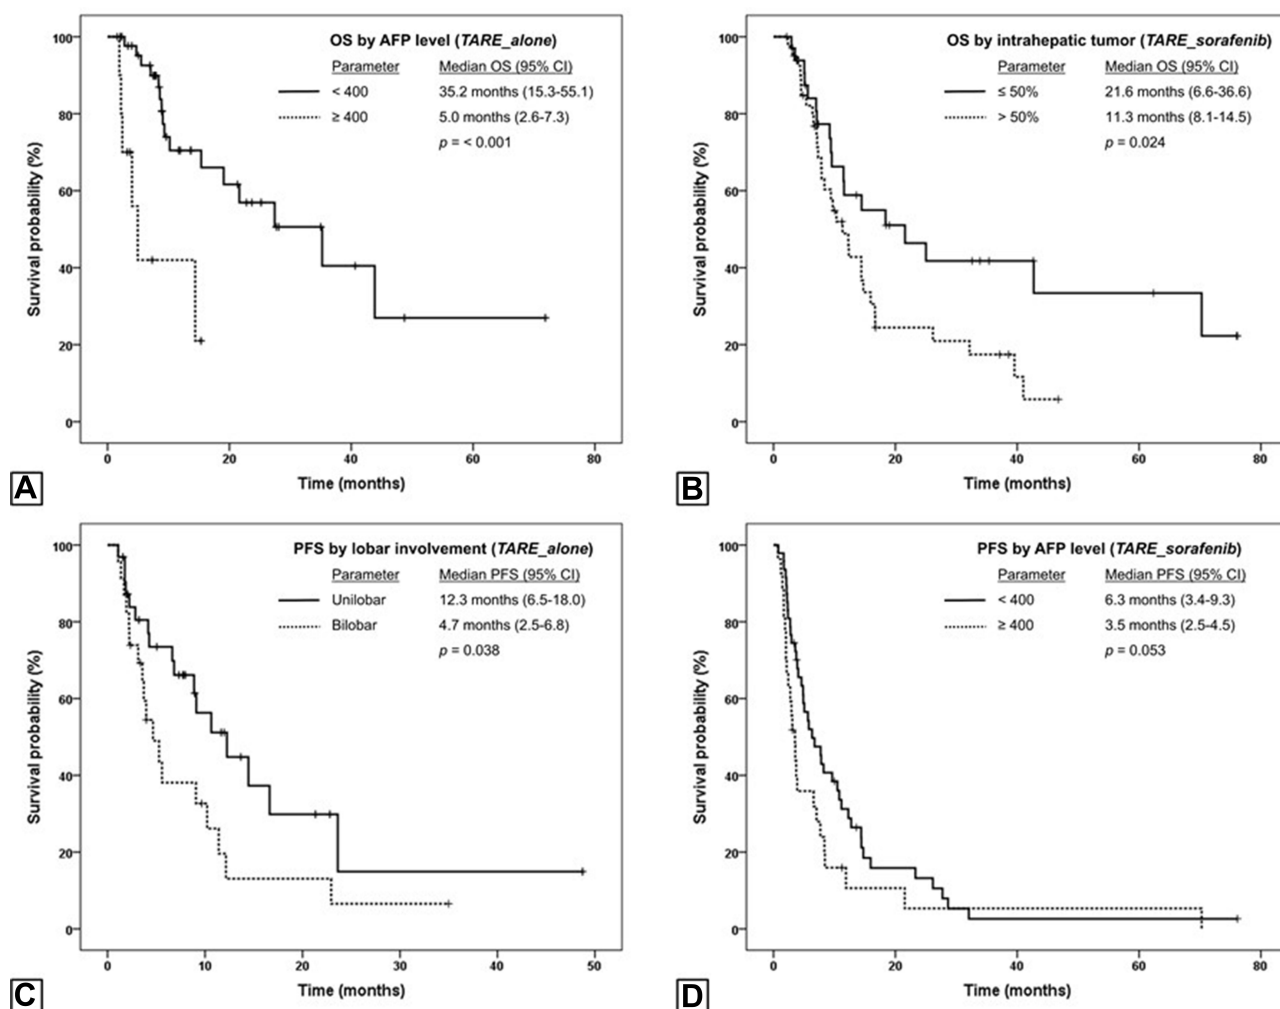 OS by AFP level (TARE_alone)
Parameter Median OS (95% CI)
< 400 35.2 months (15.3-55.1)
≥ 400 5.0 months (2.6-7.3)
p = < 0.001
Survival probability (%)
100
80
60
40
20
0
0 20 40 60 80
Time (months)
A
OS by intrahepatic tumor (TARE_sorafenib)
Parameter Median OS (95% CI)
≤ 50% 21.6 months (6.6-36.6)
> 50% 11.3 months (8.1-14.5)
p = 0.024
Survival probability (%)
100
80
60
40
20
0
0 20 40 60 80
Time (months)
B
PFS by lobar involvement (TARE_alone)
Parameter Median PFS (95% CI)
Unilobar 12.3 months (6.5-18.0)
Bilobar 4.7 months (2.5-6.8)
p = 0.038
Survival probability (%)
100
80
60
40
20
0
0 10 20 30 40 50
Time (months)
C
PFS by AFP level (TARE_sorafenib)
Parameter Median PFS (95% CI)
< 400 6.3 months (3.4-9.3)
≥ 400 3.5 months (2.5-4.5)
p = 0.053
Survival probability (%)
100
80
60
40
20
0
0 20 40 60 80
Time (months)
D